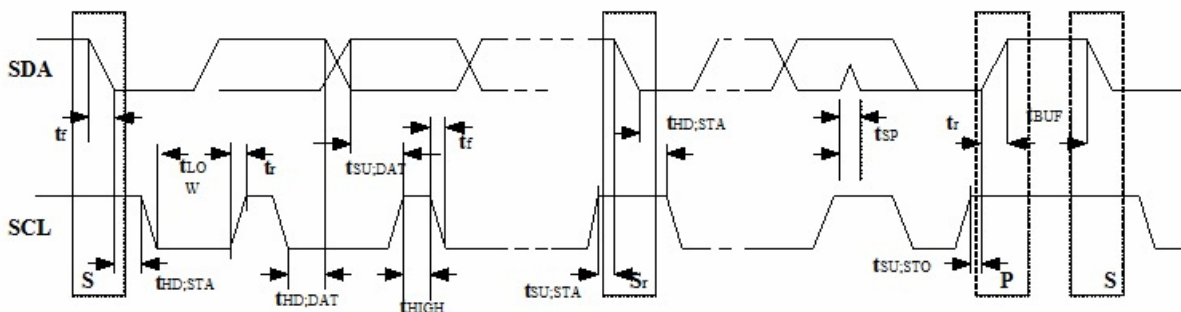 SDA
tf
tLO
W
tr
tSU;DAT
tf
tHD;STA
tSP
tr
tBUF
SCL
S
tHD;STA
tHD;DAT
tHIGH
tSU;STA
Sr
tSU;STO
P
S